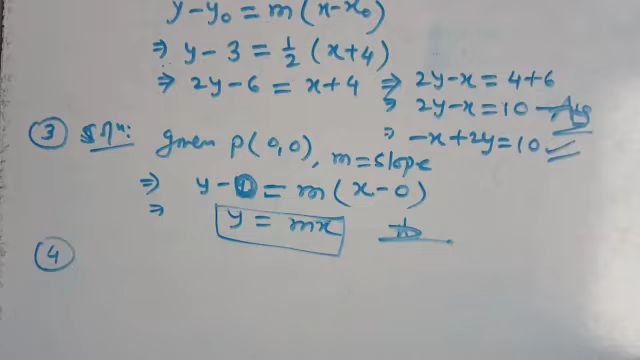 y-y₀ = m(x-x₀)
⇒ y-3 = ½ (x+4)
⇒ 2y-6 = x+4 ⇒ 2y-x = 4+6
⇒ 2y-x = 10 Ans
⇒ -x+2y = 10
③ Solⁿ: given P(0,0), m = slope
⇒ y-0 = m(x-0)
⇒ y = mx
④